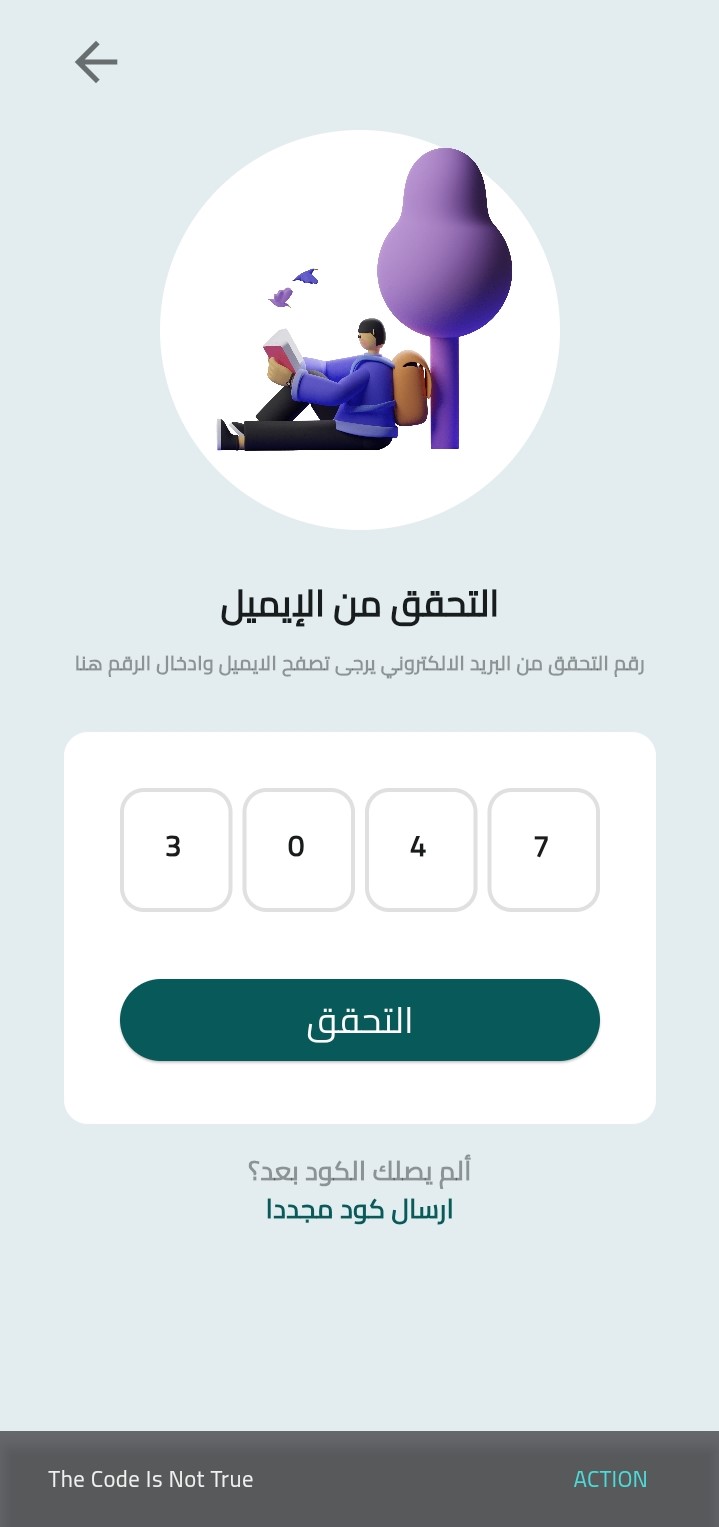 التحقق من الإيميل
رقم التحقق من البريد الالكتروني يرجى تصفح الايميل وادخال الرقم هنا
3 0 4 7
التحقق
ألم يصلك الكود بعد؟
ارسال كود مجددا
The Code Is Not True ACTION